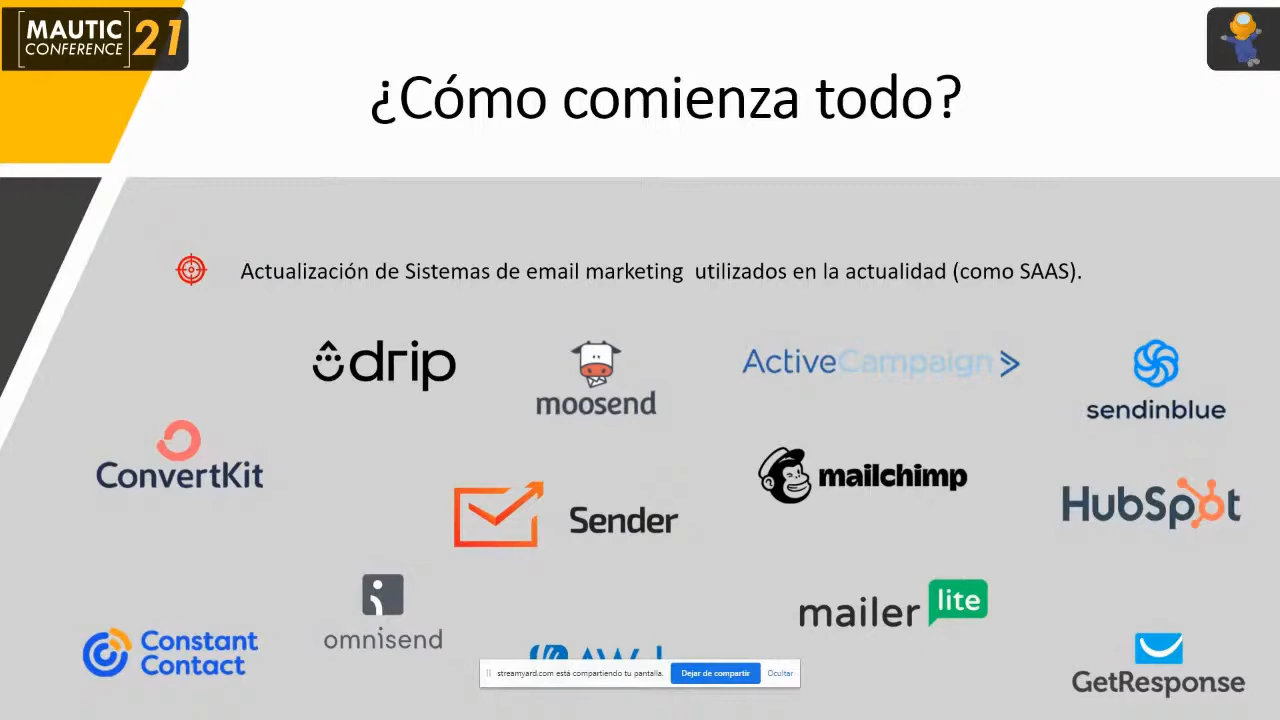 MAUTIC
CONFERENCE 21
¿Cómo comienza todo?
Actualización de Sistemas de email marketing utilizados en la actualidad (como SAAS).
drip
moosend
ActiveCampaign
sendinblue
ConvertKit
Sender
mailchimp
HubSpot
omnisend
mailer lite
Constant
Contact
GetResponse
streamyard.com está compartiendo tu pantalla.
Dejar de compartir
Ocultar